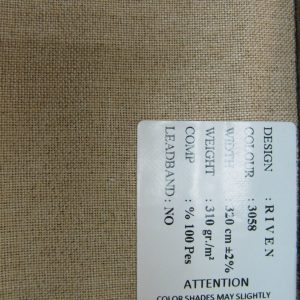 DESIGN : RIVEN
COLOUR : 3058
WIDTH : 320 cm ±2%
WEIGHT : 310 gr./m²
COMP : % 100 Pes
LEADBAND : NO
ATTENTION
COLOR SHADES MAY SLIGHTLY